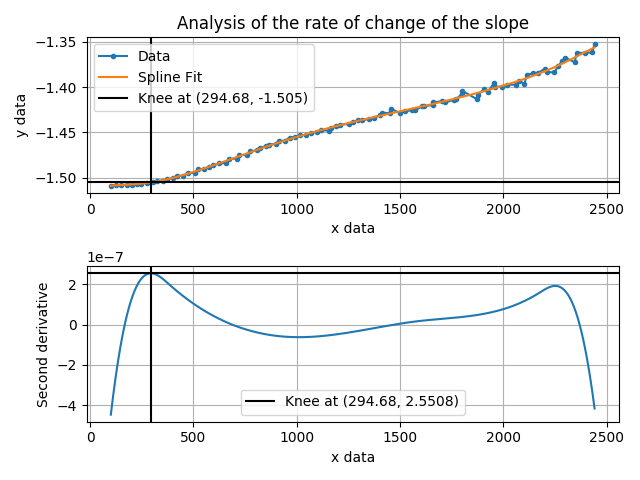 Analysis of the rate of change of the slope
−1.35
−1.40
−1.45
−1.50
y data
Data
Spline Fit
Knee at (294.68, -1.505)
0
500
1000
1500
2000
2500
x data
1e−7
2
0
−2
−4
Second derivative
Knee at (294.68, 2.5508)
0
500
1000
1500
2000
2500
x data